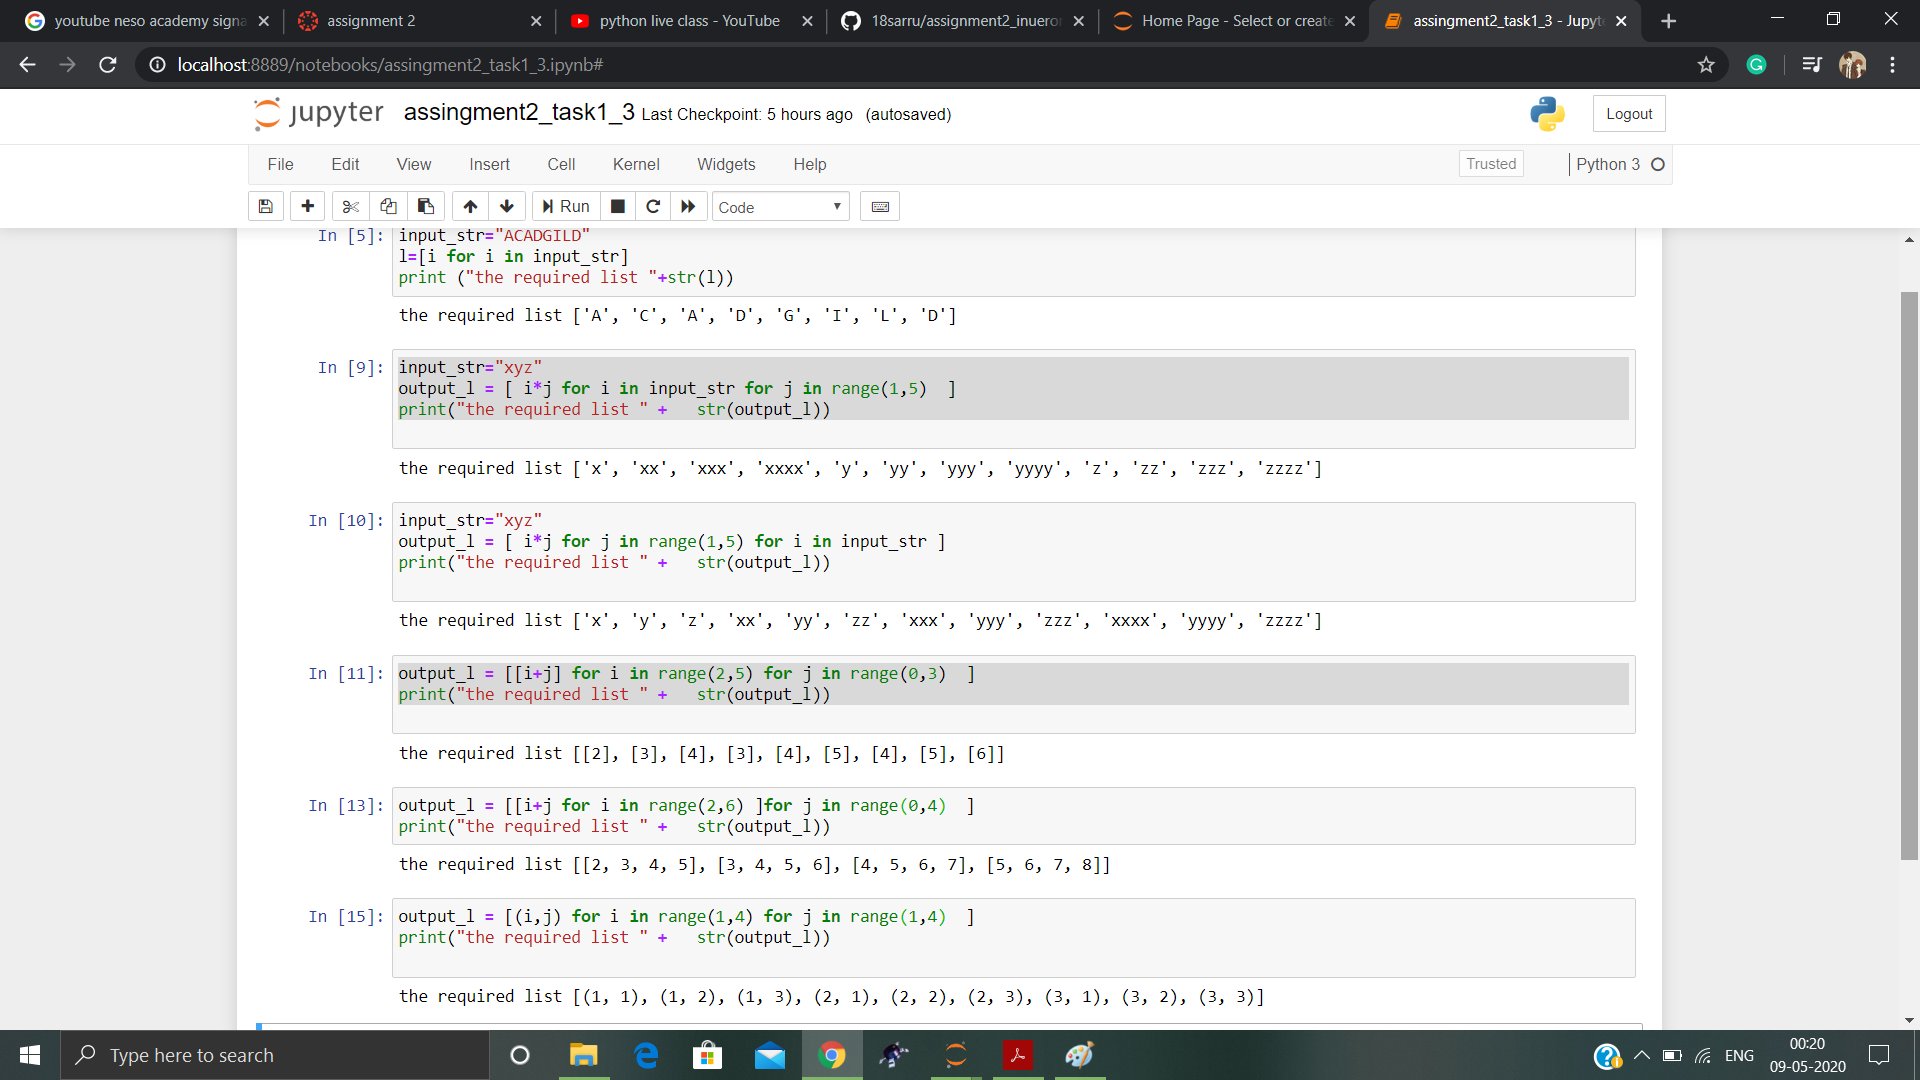 youtube neso academy signa
assignment 2
python live class - YouTube
18sarru/assignment2_inueror
Home Page - Select or create
assingment2_task1_3 - Jupyte
localhost:8889/notebooks/assingment2_task1_3.ipynb#
jupyter assingment2_task1_3 Last Checkpoint: 5 hours ago (autosaved)
Logout
File Edit View Insert Cell Kernel Widgets Help
Trusted
Python 3
Run
Code
In [5]: input_str="ACADGILD"
l=[i for i in input_str]
print ("the required list "+str(l))
the required list ['A', 'C', 'A', 'D', 'G', 'I', 'L', 'D']
In [9]: input_str="xyz"
output_l = [ i*j for i in input_str for j in range(1,5)  ]
print("the required list " +   str(output_l))
the required list ['x', 'xx', 'xxx', 'xxxx', 'y', 'yy', 'yyy', 'yyyy', 'z', 'zz', 'zzz', 'zzzz']
In [10]: input_str="xyz"
output_l = [ i*j for j in range(1,5) for i in input_str ]
print("the required list " +   str(output_l))
the required list ['x', 'y', 'z', 'xx', 'yy', 'zz', 'xxx', 'yyy', 'zzz', 'xxxx', 'yyyy', 'zzzz']
In [11]: output_l = [[i+j] for i in range(2,5) for j in range(0,3)  ]
print("the required list " +   str(output_l))
the required list [[2], [3], [4], [3], [4], [5], [4], [5], [6]]
In [13]: output_l = [[i+j for i in range(2,6) ]for j in range(0,4)  ]
print("the required list " +   str(output_l))
the required list [[2, 3, 4, 5], [3, 4, 5, 6], [4, 5, 6, 7], [5, 6, 7, 8]]
In [15]: output_l = [(i,j) for i in range(1,4) for j in range(1,4)  ]
print("the required list " +   str(output_l))
the required list [(1, 1), (1, 2), (1, 3), (2, 1), (2, 2), (2, 3), (3, 1), (3, 2), (3, 3)]
Type here to search
ENG
00:20
09-05-2020